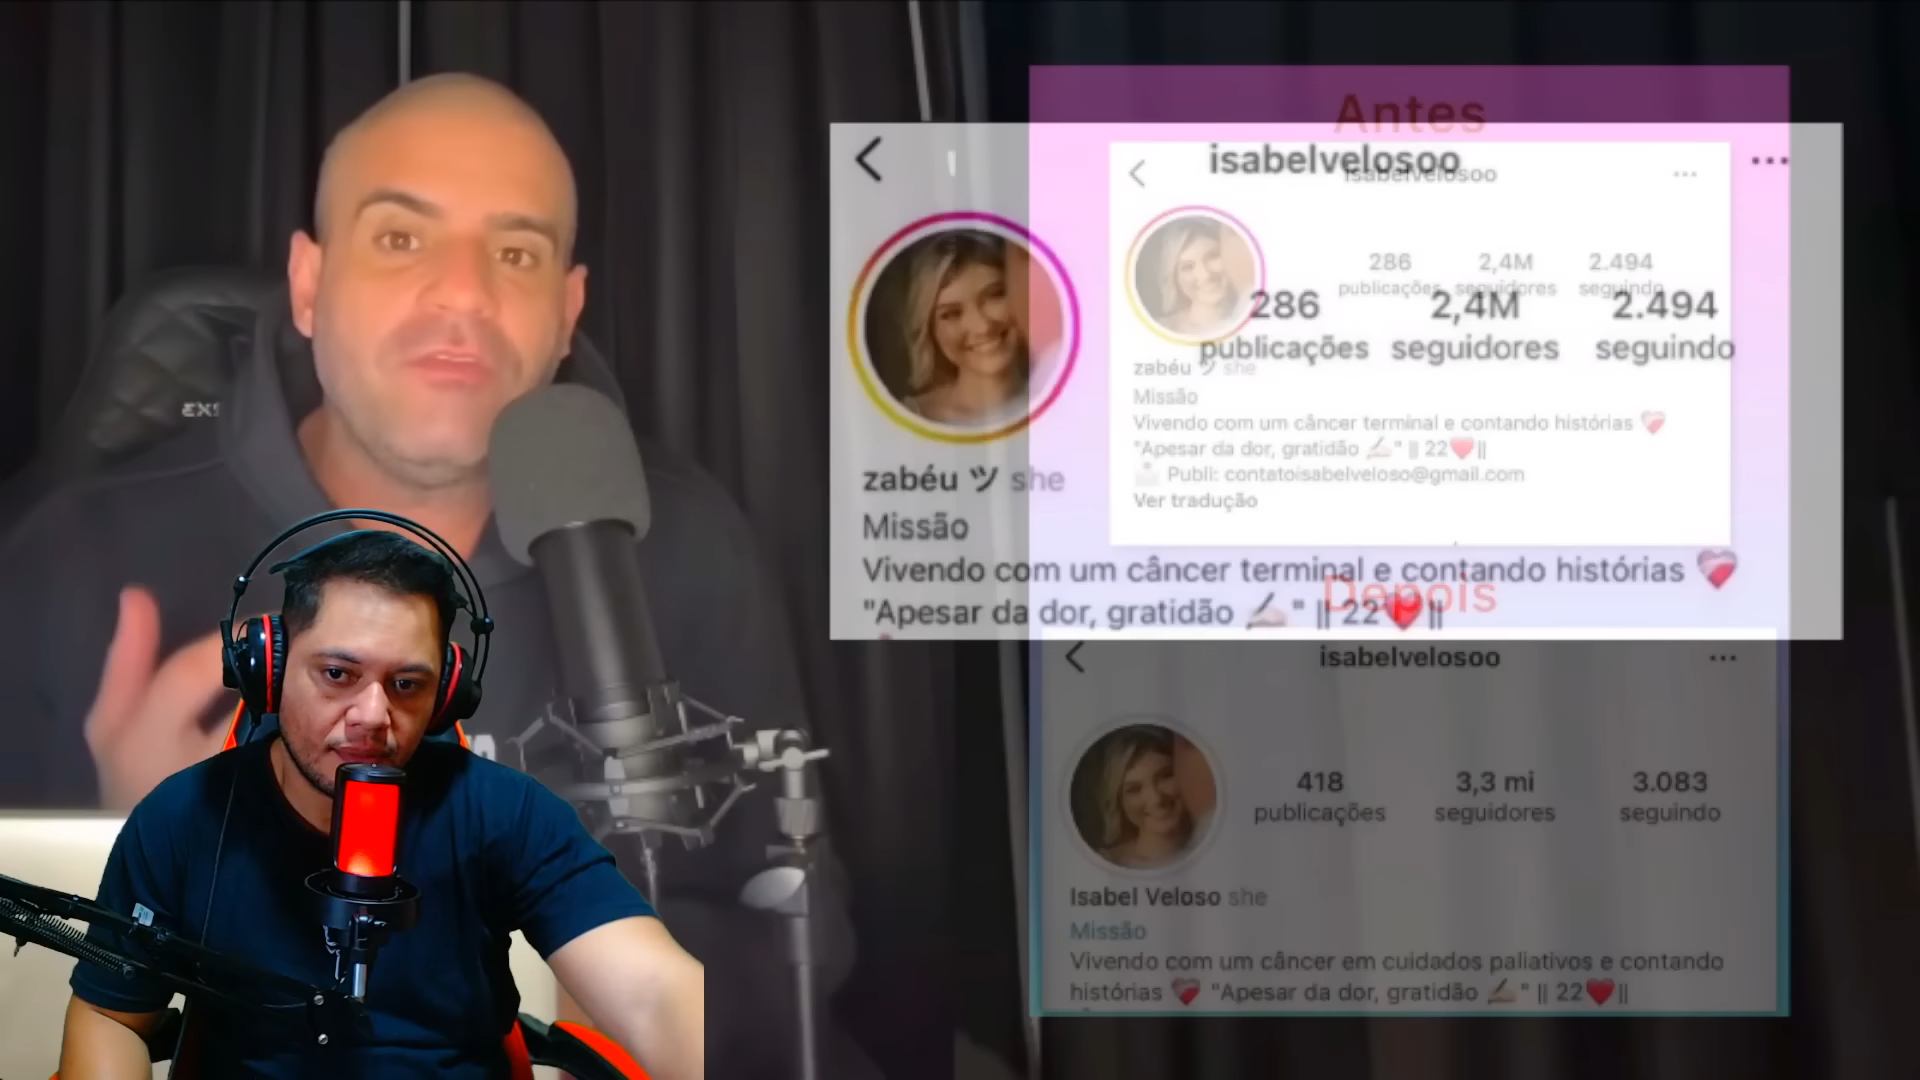 Antes
isabelvelosoo
isabelvelosoo
286 2,4M 2.494
publicações seguidores seguindo
286 2,4M 2.494
publicações seguidores seguindo
zabéu ツ she
Missão
Vivendo com um câncer terminal e contando histórias 💝
"Apesar da dor, gratidão ✍🏻" || 22❤️||
Publi: contatoisabelveloso@gmail.com
Ver tradução
zabéu ツ she
Missão
Vivendo com um câncer terminal e contando histórias 💝
"Apesar da dor, gratidão ✍🏻" || 22❤️||
Depois
isabelvelosoo
418 3,3 mi 3.083
publicações seguidores seguindo
Isabel Veloso she
Missão
Vivendo com um câncer em cuidados paliativos e contando
histórias 💝 "Apesar da dor, gratidão ✍🏻" || 22❤️||